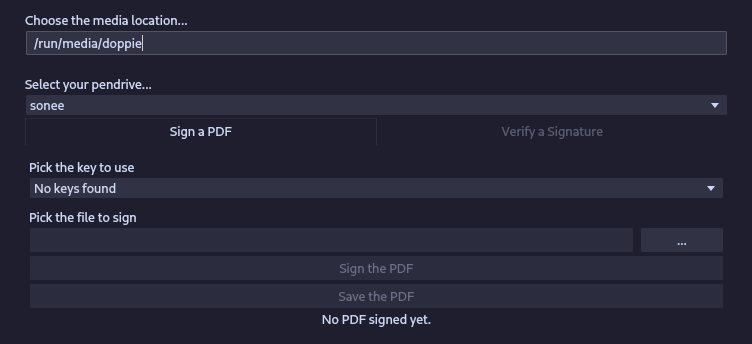 Choose the media location...
/run/media/doppie
Select your pendrive...
sonee
Sign a PDF
Verify a Signature
Pick the key to use
No keys found
Pick the file to sign
...
Sign the PDF
Save the PDF
No PDF signed yet.